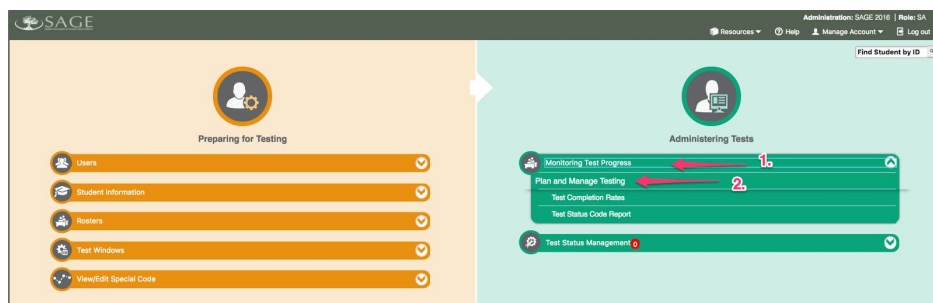 SAGE
Administration: SAGE 2016 | Role: SA
Resources Help Manage Account Log out
Find Student by ID
Preparing for Testing
Users
Student Information
Rosters
Test Windows
View/Edit Special Code
Administering Tests
Monitoring Test Progress 1.
Plan and Manage Testing 2.
Test Completion Rates
Test Status Code Report
Test Status Management 0